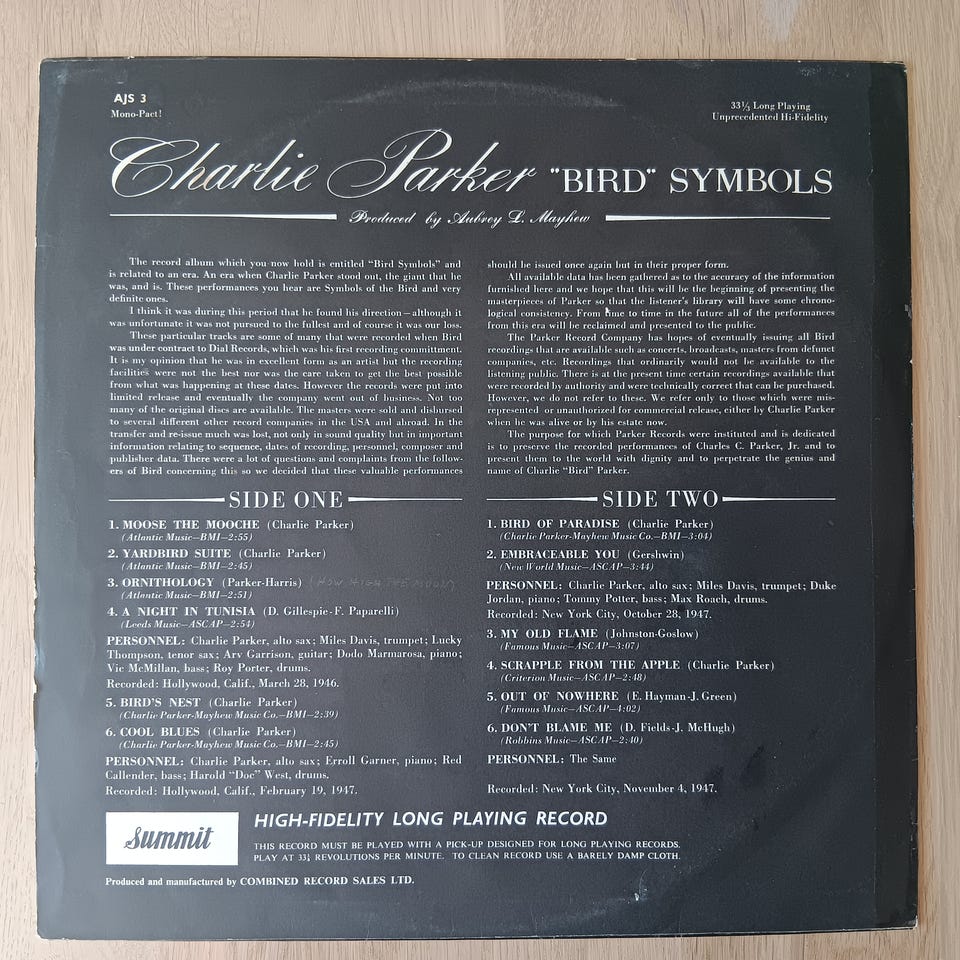 AJS 3
Mono-Pact!
33⅓ Long Playing
Unprecedented Hi-Fidelity
Charlie Parker "BIRD" SYMBOLS
Produced by Aubrey L. Mayhew
The record album which you now hold is entitled “Bird Symbols” and
is related to an era. An era when Charlie Parker stood out, the giant that he
was, and is. These performances you hear are Symbols of the Bird and very
definite ones.
I think it was during this period that he found his direction — although it
was unfortunate it was not pursued to the fullest and of course it was our loss.
These particular tracks are some of many that were recorded when Bird
was under contract to Dial Records, which was his first recording commitment.
It is my opinion that he was in excellent form as an artist but the recording
facilities were not the best nor was the care taken to get the best possible
from what was happening at these dates. However the records were put into
limited release and eventually the company went out of business. Not too
many of the original discs are available. The masters were sold and disbursed
to several different other record companies in the USA and abroad. In the
transfer and re-issue much was lost, not only in sound quality but in important
information relating to sequence, dates of recording, personnel, composer and
publisher data. There were a lot of questions and complaints from the follow-
ers of Bird concerning this so we decided that these valuable performances
should be issued once again but in their proper form.
All available data has been gathered as to the accuracy of the information
furnished here and we hope that this will be the beginning of presenting the
masterpieces of Parker so that the listener's library will have some chrono-
logical consistency. From time to time in the future all of the performances
from this era will be reclaimed and presented to the public.
The Parker Record Company has hopes of eventually issuing all Bird
recordings that are available such as concerts, broadcasts, masters from defunct
companies, etc. Recordings that ordinarily would not be available to the
listening public. There is at the present time certain recordings available that
were recorded by authority and were technically correct that can be purchased.
However, we do not refer to these. We refer only to those which were mis-
represented or unauthorized for commercial release, either by Charlie Parker
when he was alive or by his estate now.
The purpose for which Parker Records were instituted and is dedicated
is to preserve the recorded performances of Charles C. Parker, Jr. and to
present them to the world with dignity and to perpetrate the genius and
name of Charlie “Bird” Parker.
SIDE ONE
1. MOOSE THE MOOCHE (Charlie Parker)
(Atlantic Music—BMI—2:55)
2. YARDBIRD SUITE (Charlie Parker)
(Atlantic Music—BMI—2:45)
3. ORNITHOLOGY (Parker-Harris) (HOW HIGH THE MOON)
(Atlantic Music—BMI—2:51)
4. A NIGHT IN TUNISIA (D. Gillespie - F. Paparelli)
(Leeds Music—ASCAP—2:54)
PERSONNEL: Charlie Parker, alto sax; Miles Davis, trumpet; Lucky
Thompson, tenor sax; Arv Garrison, guitar; Dodo Marmarosa, piano;
Vic McMillan, bass; Roy Porter, drums.
Recorded: Hollywood, Calif., March 28, 1946.
5. BIRD'S NEST (Charlie Parker)
(Charlie Parker-Mayhew Music Co.—BMI—2:39)
6. COOL BLUES (Charlie Parker)
(Charlie Parker-Mayhew Music Co.—BMI—2:45)
PERSONNEL: Charlie Parker, alto sax; Erroll Garner, piano; Red
Callender, bass; Harold “Doc” West, drums.
Recorded: Hollywood, Calif., February 19, 1947.
SIDE TWO
1. BIRD OF PARADISE (Charlie Parker)
(Charlie Parker-Mayhew Music Co.—BMI—3:04)
2. EMBRACEABLE YOU (Gershwin)
(New World Music—ASCAP—3:44)
PERSONNEL: Charlie Parker, alto sax; Miles Davis, trumpet; Duke
Jordan, piano; Tommy Potter, bass; Max Roach, drums.
Recorded: New York City, October 28, 1947.
3. MY OLD FLAME (Johnston-Goslow)
(Famous Music—ASCAP—3:07)
4. SCRAPPLE FROM THE APPLE (Charlie Parker)
(Criterion Music—ASCAP—2:48)
5. OUT OF NOWHERE (E. Hayman - J. Green)
(Famous Music—ASCAP—4:02)
6. DON'T BLAME ME (D. Fields - J. McHugh)
(Robbins Music—ASCAP—2:40)
PERSONNEL: The Same
Recorded: New York City, November 4, 1947.
summit
HIGH-FIDELITY LONG PLAYING RECORD
THIS RECORD MUST BE PLAYED WITH A PICK-UP DESIGNED FOR LONG PLAYING RECORDS.
PLAY AT 33⅓ REVOLUTIONS PER MINUTE. TO CLEAN RECORD USE A BARELY DAMP CLOTH.
Produced and manufactured by COMBINED RECORD SALES LTD.